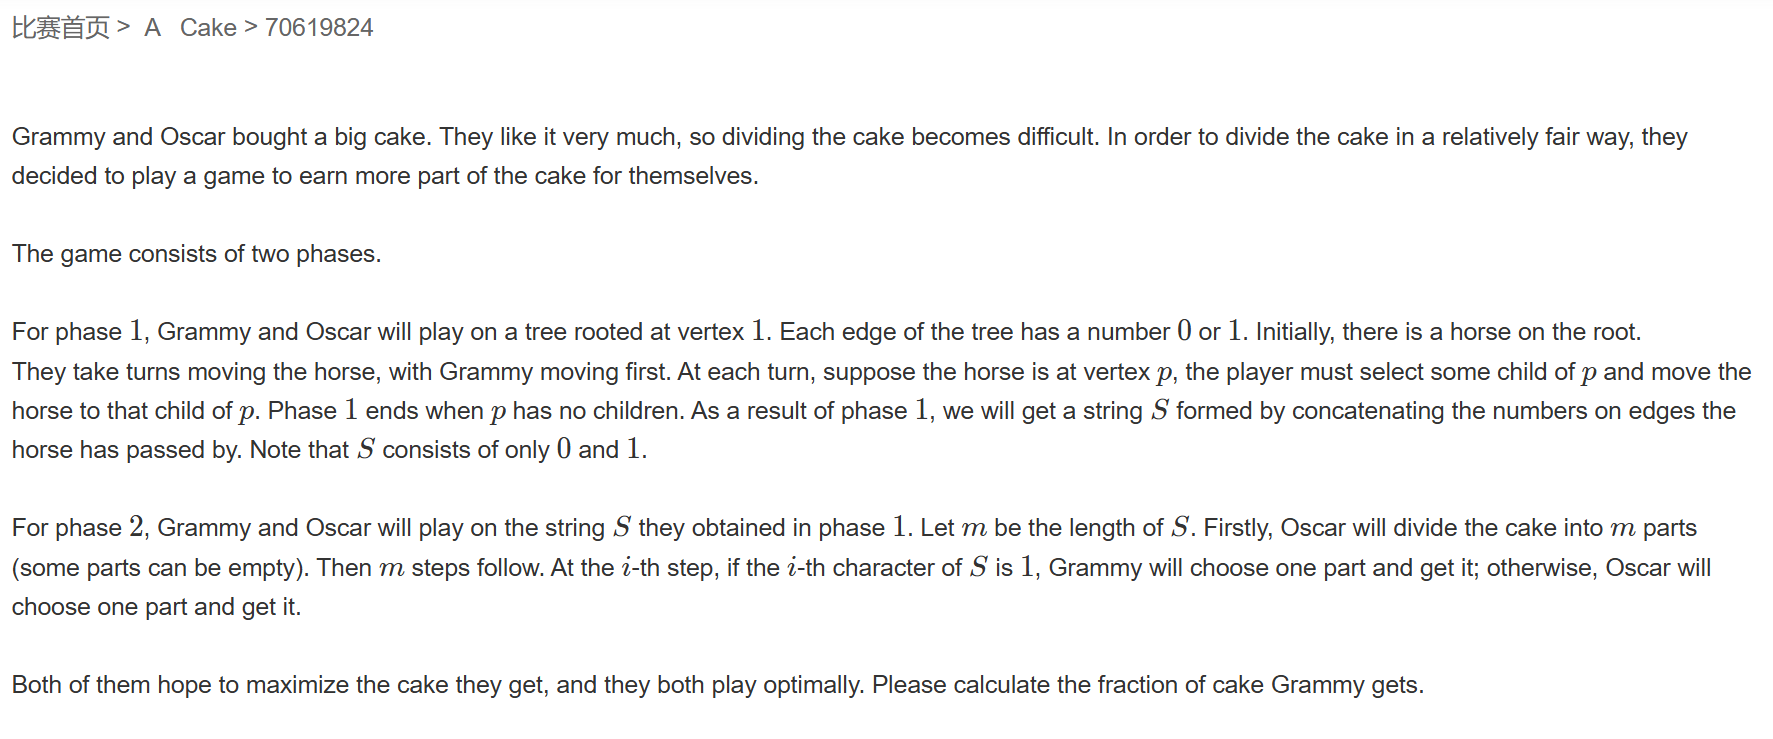 比赛首页 > A Cake > 70619824
Grammy and Oscar bought a big cake. They like it very much, so dividing the cake becomes difficult. In order to divide the cake in a relatively fair way, they
decided to play a game to earn more part of the cake for themselves.
The game consists of two phases.
For phase 1, Grammy and Oscar will play on a tree rooted at vertex 1. Each edge of the tree has a number 0 or 1. Initially, there is a horse on the root.
They take turns moving the horse, with Grammy moving first. At each turn, suppose the horse is at vertex p, the player must select some child of p and move the
horse to that child of p. Phase 1 ends when p has no children. As a result of phase 1, we will get a string S formed by concatenating the numbers on edges the
horse has passed by. Note that S consists of only 0 and 1.
For phase 2, Grammy and Oscar will play on the string S they obtained in phase 1. Let m be the length of S. Firstly, Oscar will divide the cake into m parts
(some parts can be empty). Then m steps follow. At the i-th step, if the i-th character of S is 1, Grammy will choose one part and get it; otherwise, Oscar will
choose one part and get it.
Both of them hope to maximize the cake they get, and they both play optimally. Please calculate the fraction of cake Grammy gets.